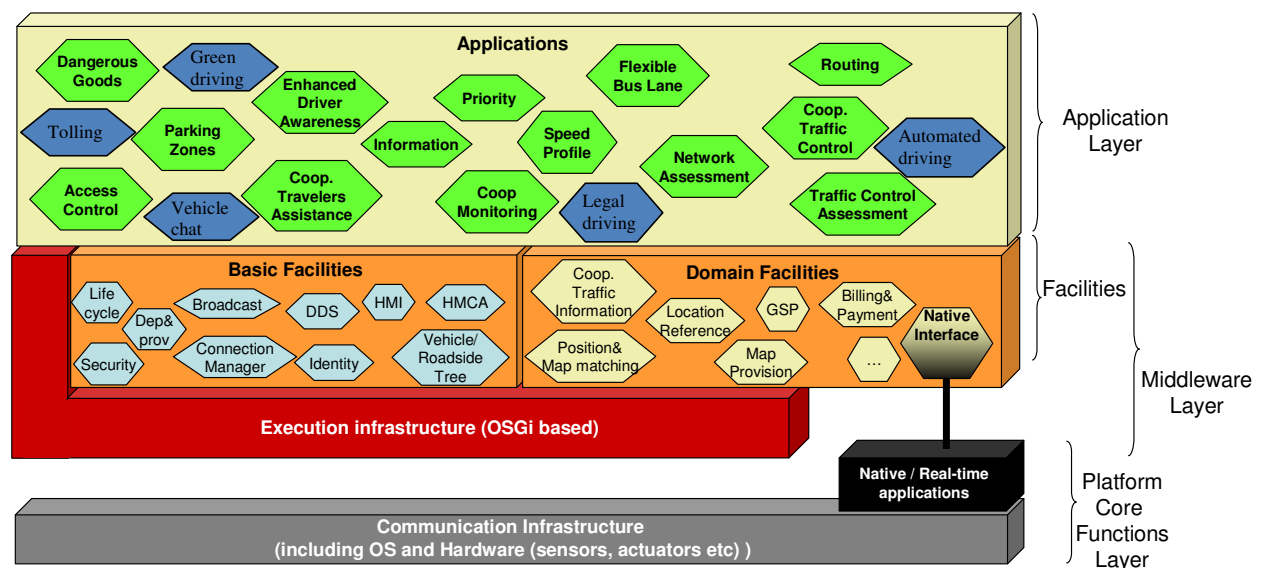 Applications
Dangerous
Goods
Green
driving
Enhanced
Driver
Awareness
Priority
Flexible
Bus Lane
Routing
Tolling
Parking
Zones
Information
Speed
Profile
Network
Assessment
Coop.
Traffic
Control
Automated
driving
Access
Control
Vehicle
chat
Coop.
Travelers
Assistance
Coop
Monitoring
Legal
driving
Traffic Control
Assessment
Application
Layer
Basic Facilities
Life
cycle
Dep&
prov
Broadcast
DDS
HMI
HMCA
Security
Connection
Manager
Identity
Vehicle/
Roadside
Tree
Domain Facilities
Coop.
Traffic
Information
Location
Reference
GSP
Billing&
Payment
Native
Interface
Position&
Map matching
Map
Provision
…
Facilities
Middleware
Layer
Execution infrastructure (OSGi based)
Native / Real-time
applications
Platform
Core
Functions
Layer
Communication Infrastructure
(including OS and Hardware (sensors, actuators etc) )